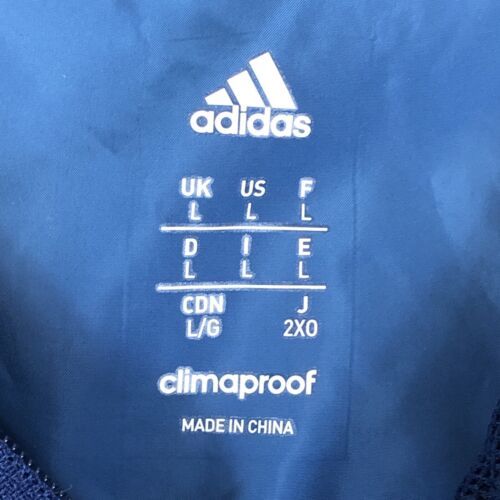 adidas
UK US F
L L L
D I E
L L L
CDN J
L/G 2XO
climaproof
MADE IN CHINA